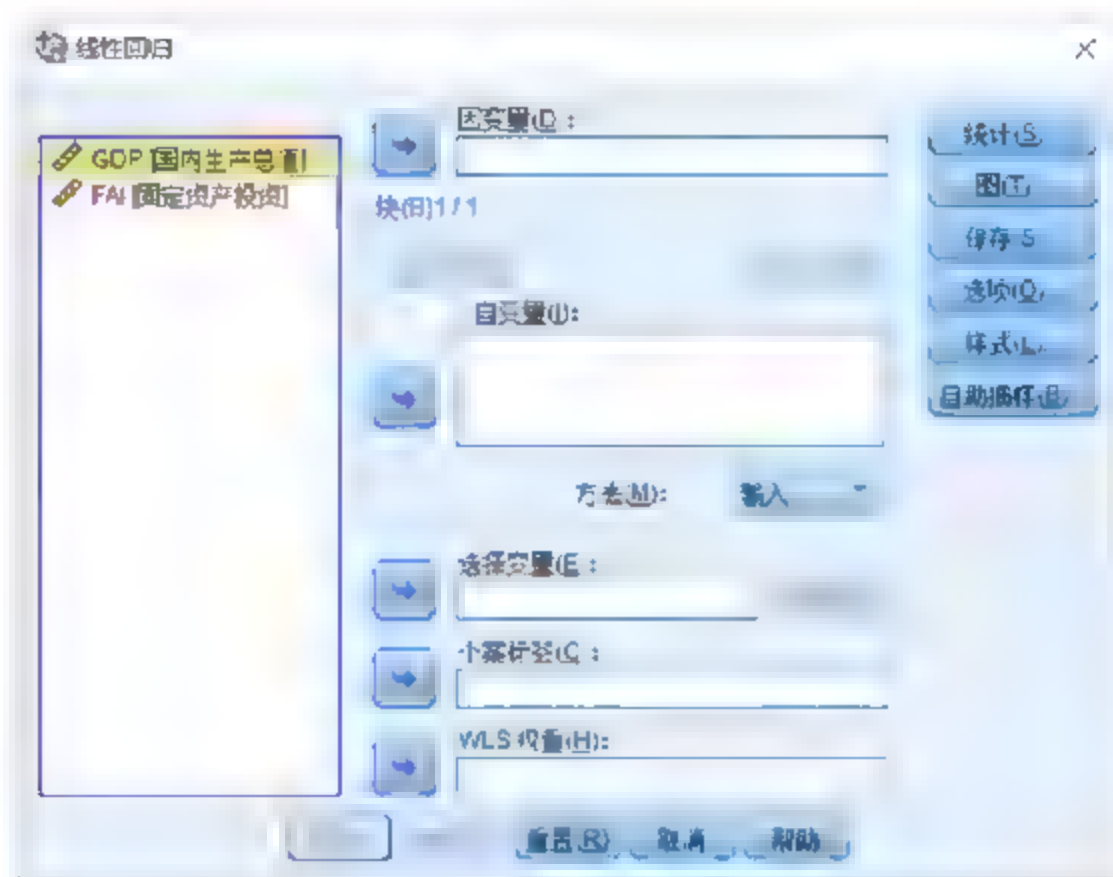 线性回归
GDP [国内生产总值]
FAI [固定资产投资]
因变量(D):
块(B)1/1
自变量(I):
方法(M):
输入
选择变量(E):
个案标签(C):
WLS 权重(H):
统计(S)
图(T)
保存(S)
选项(O)
样式(L)
自助抽样(B)
重置(R)
取消
帮助